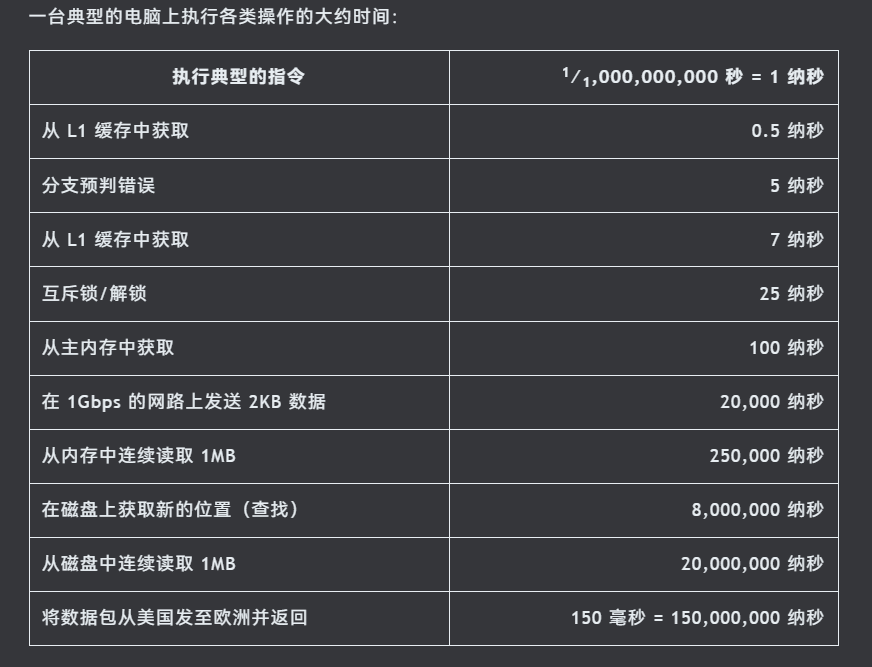 一台典型的电脑上执行各类操作的大约时间：
执行典型的指令 1/1,000,000,000 秒 = 1 纳秒
从 L1 缓存中获取 0.5 纳秒
分支预判错误 5 纳秒
从 L1 缓存中获取 7 纳秒
互斥锁/解锁 25 纳秒
从主内存中获取 100 纳秒
在 1Gbps 的网路上发送 2KB 数据 20,000 纳秒
从内存中连续读取 1MB 250,000 纳秒
在磁盘上获取新的位置（查找） 8,000,000 纳秒
从磁盘中连续读取 1MB 20,000,000 纳秒
将数据包从美国发至欧洲并返回 150 毫秒 = 150,000,000 纳秒